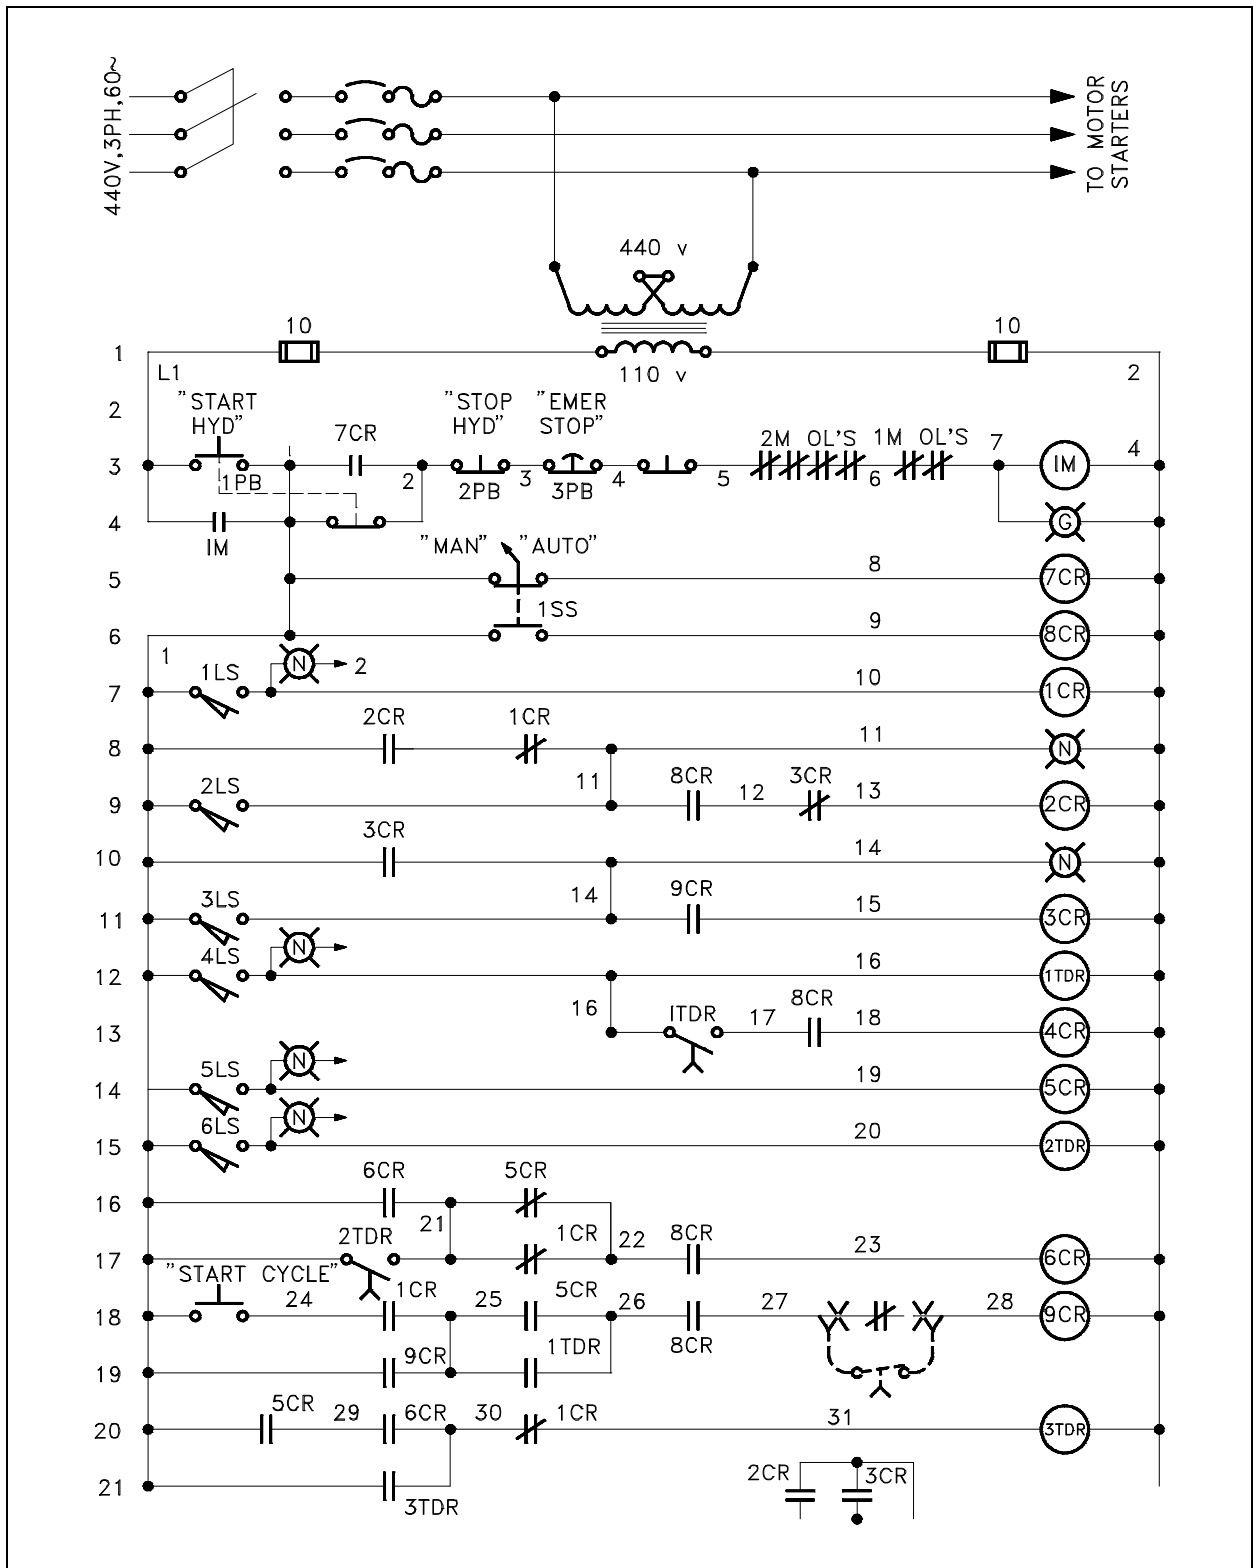 440V,3PH,60~
TO MOTOR
STARTERS
440 v
10
10
1
L1
110 v
2
2
"START
HYD"
"STOP
HYD"
"EMER
STOP"
7CR
2M OL'S
1M OL'S
7
3
1PB
2
2PB
3
3PB
4
5
6
IM
4
4
IM
G
"MAN"
"AUTO"
5
8
7CR
1SS
6
9
8CR
1
N
2
1LS
7
10
1CR
2CR
1CR
8
11
N
2LS
11
8CR
3CR
9
12
13
2CR
3CR
10
14
N
3LS
14
9CR
11
15
3CR
N
4LS
12
16
1TDR
16
1TDR
8CR
13
17
18
4CR
N
5LS
14
19
5CR
N
6LS
15
20
2TDR
6CR
5CR
16
21
2TDR
1CR
22
8CR
17
23
6CR
"START CYCLE"
24
1CR
25
5CR
26
27
28
18
8CR
9CR
9CR
1TDR
19
5CR
29
6CR
30
1CR
31
20
3TDR
21
3TDR
2CR
3CR